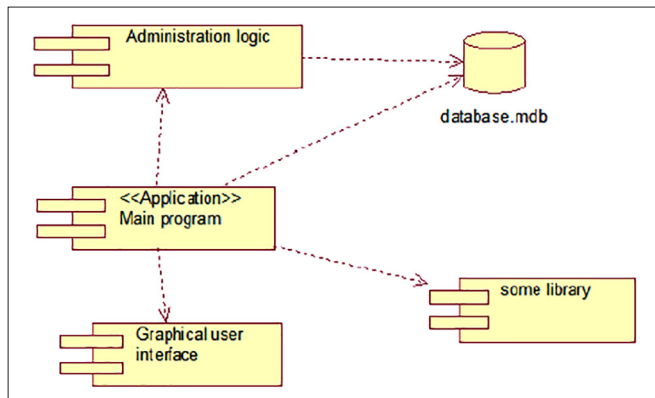 Administration logic
database.mdb
<<Application>>
Main program
some library
Graphical user
interface